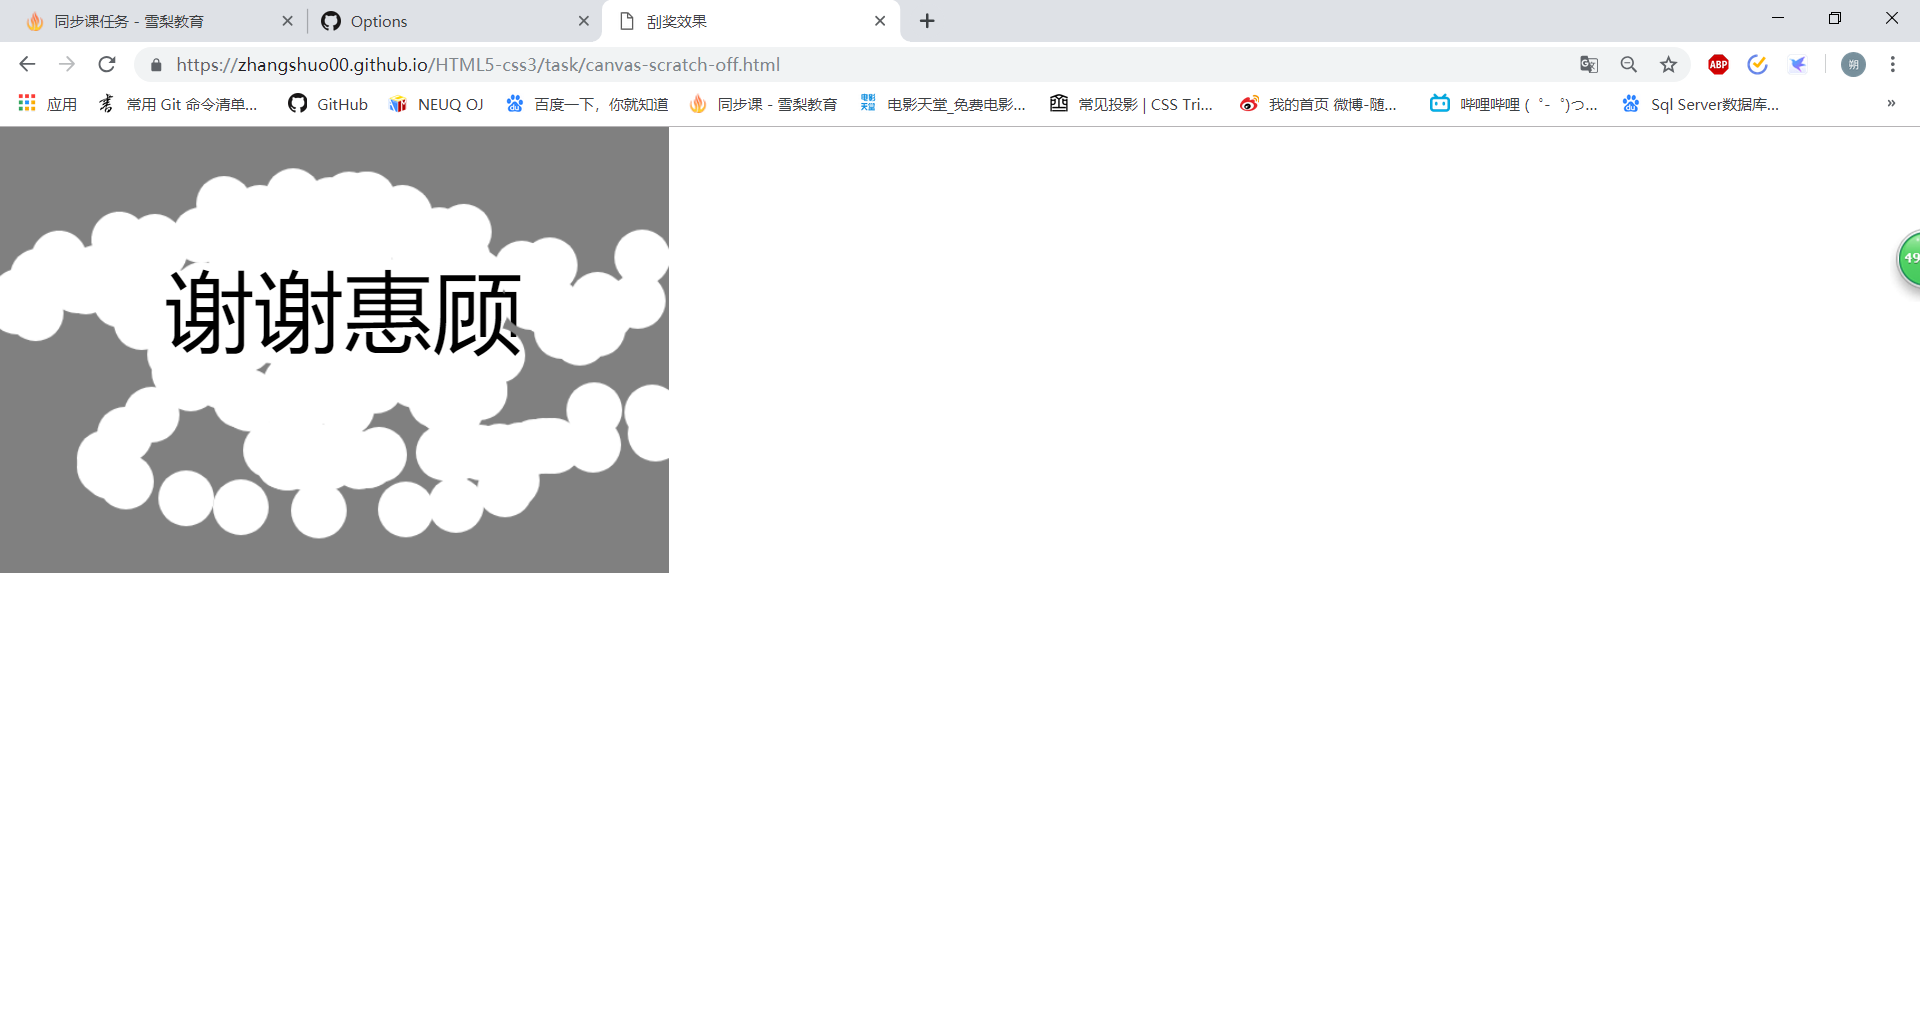 同步课任务 - 雪梨教育
Options
刮奖效果
https://zhangshuo00.github.io/HTML5-css3/task/canvas-scratch-off.html
ABP
朔
应用
常用 Git 命令清单...
GitHub
NEUQ OJ
百度一下，你就知道
同步课 - 雪梨教育
电影天堂
电影天堂_免费电影...
常见投影 | CSS Tri...
我的首页 微博-随...
哔哩哔哩 ( ゜- ゜)つ...
Sql Server数据库...
»
49
谢谢惠顾